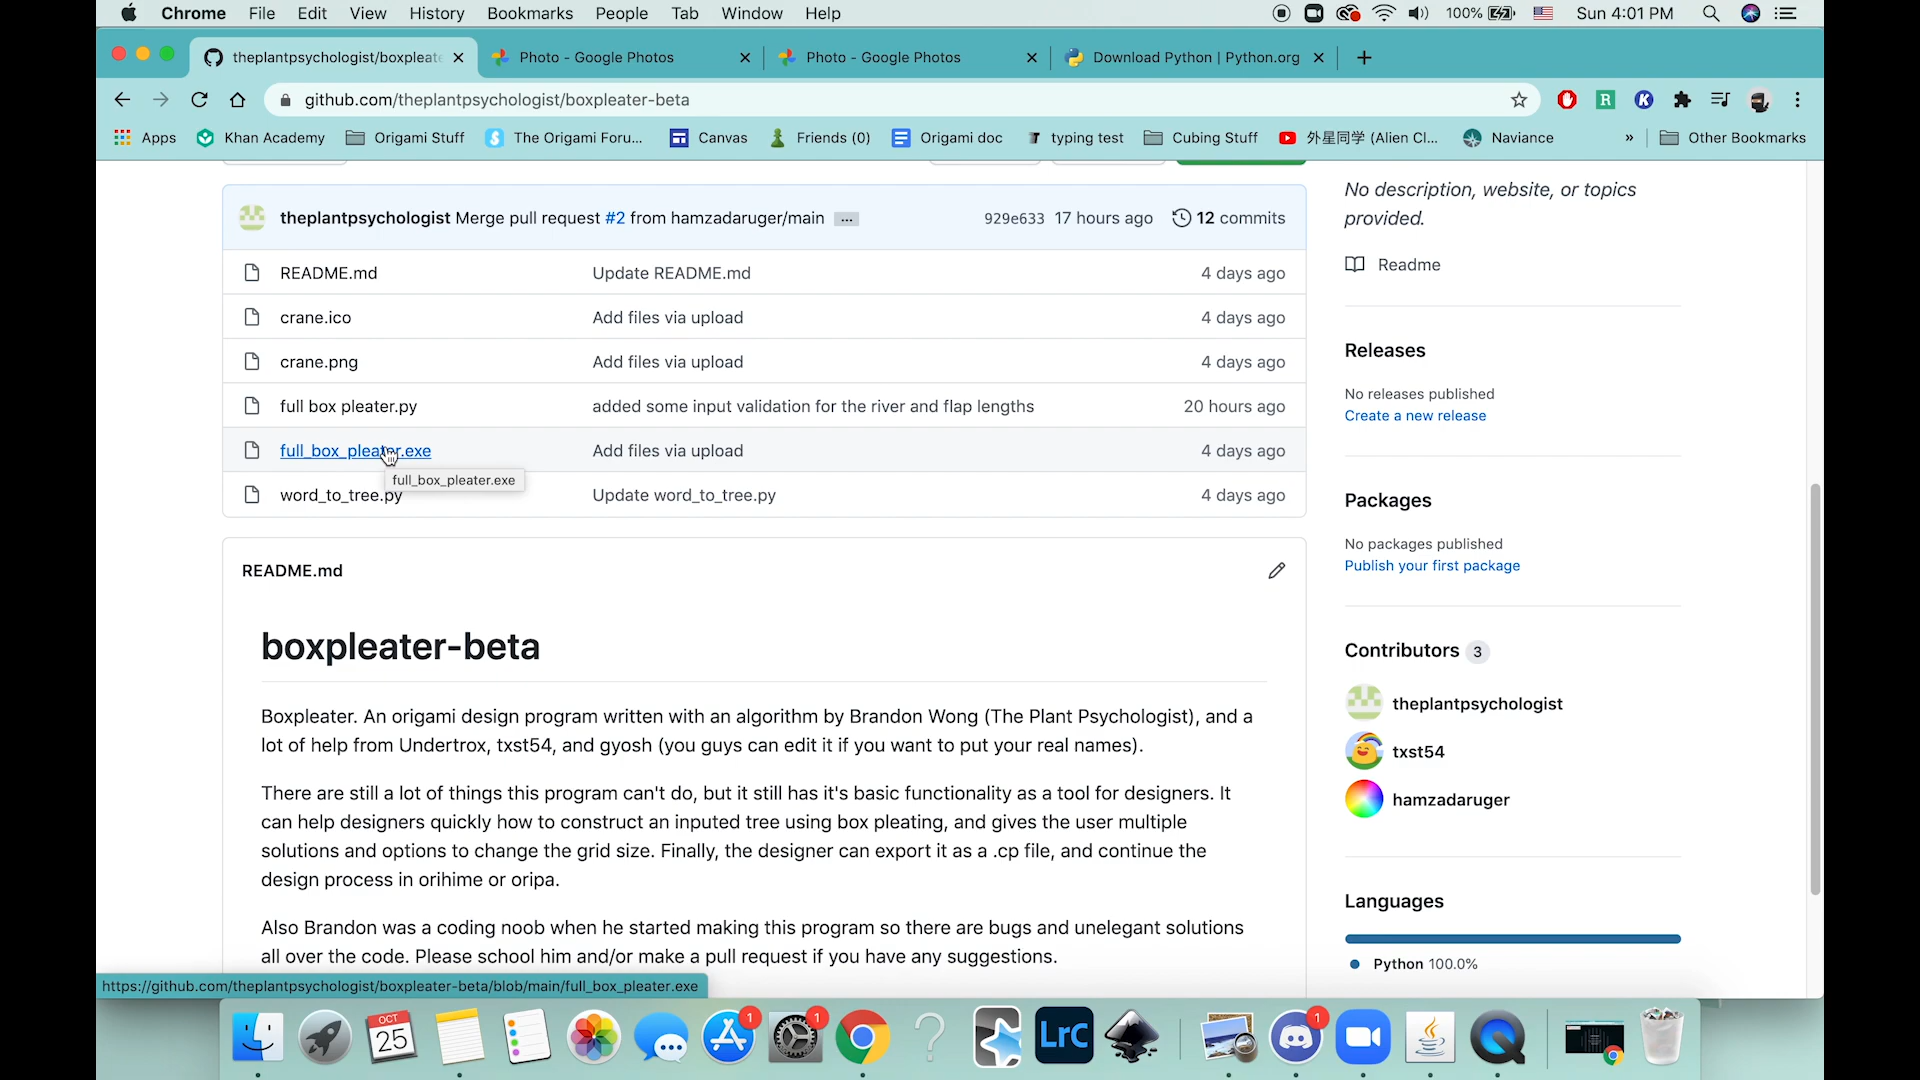 Chrome File Edit View History Bookmarks People Tab Window Help 100% Sun 4:01 PM
theplantpsychologist/boxpleate Photo - Google Photos Photo - Google Photos Download Python | Python.org
github.com/theplantpsychologist/boxpleater-beta
Apps Khan Academy Origami Stuff The Origami Foru... Canvas Friends (0) Origami doc typing test Cubing Stuff 外星同学 (Alien Cl... Naviance » Other Bookmarks
theplantpsychologist Merge pull request #2 from hamzadaruger/main ... 929e633 17 hours ago 12 commits
README.md Update README.md 4 days ago
crane.ico Add files via upload 4 days ago
crane.png Add files via upload 4 days ago
full box pleater.py added some input validation for the river and flap lengths 20 hours ago
full_box_pleater.exe Add files via upload 4 days ago
full_box_pleater.exe
word_to_tree.py Update word_to_tree.py 4 days ago
README.md
boxpleater-beta
Boxpleater. An origami design program written with an algorithm by Brandon Wong (The Plant Psychologist), and a
lot of help from Undertrox, txst54, and gyosh (you guys can edit it if you want to put your real names).
There are still a lot of things this program can't do, but it still has it's basic functionality as a tool for designers. It
can help designers quickly how to construct an inputed tree using box pleating, and gives the user multiple
solutions and options to change the grid size. Finally, the designer can export it as a .cp file, and continue the
design process in orihime or oripa.
Also Brandon was a coding noob when he started making this program so there are bugs and unelegant solutions
all over the code. Please school him and/or make a pull request if you have any suggestions.
No description, website, or topics
provided.
Readme
Releases
No releases published
Create a new release
Packages
No packages published
Publish your first package
Contributors 3
theplantpsychologist
txst54
hamzadaruger
Languages
Python 100.0%
https://github.com/theplantpsychologist/boxpleater-beta/blob/main/full_box_pleater.exe
OCT
25
1
1
LrC
1